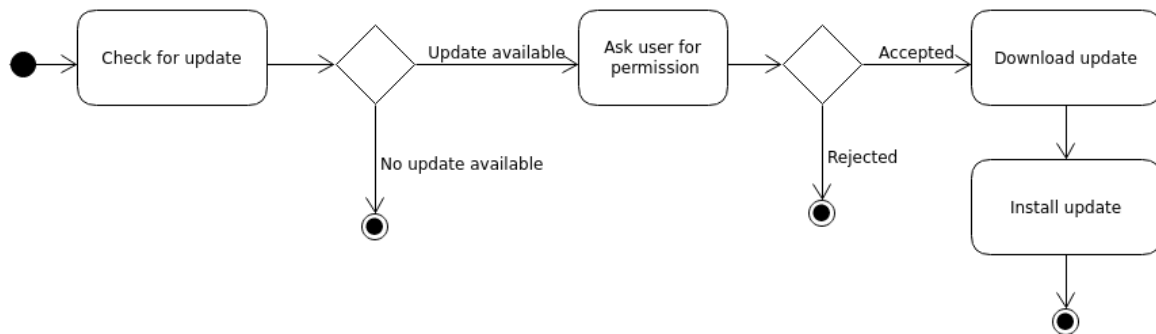 Check for update
Update available
Ask user for
permission
Accepted
Download update
No update available
Rejected
Install update